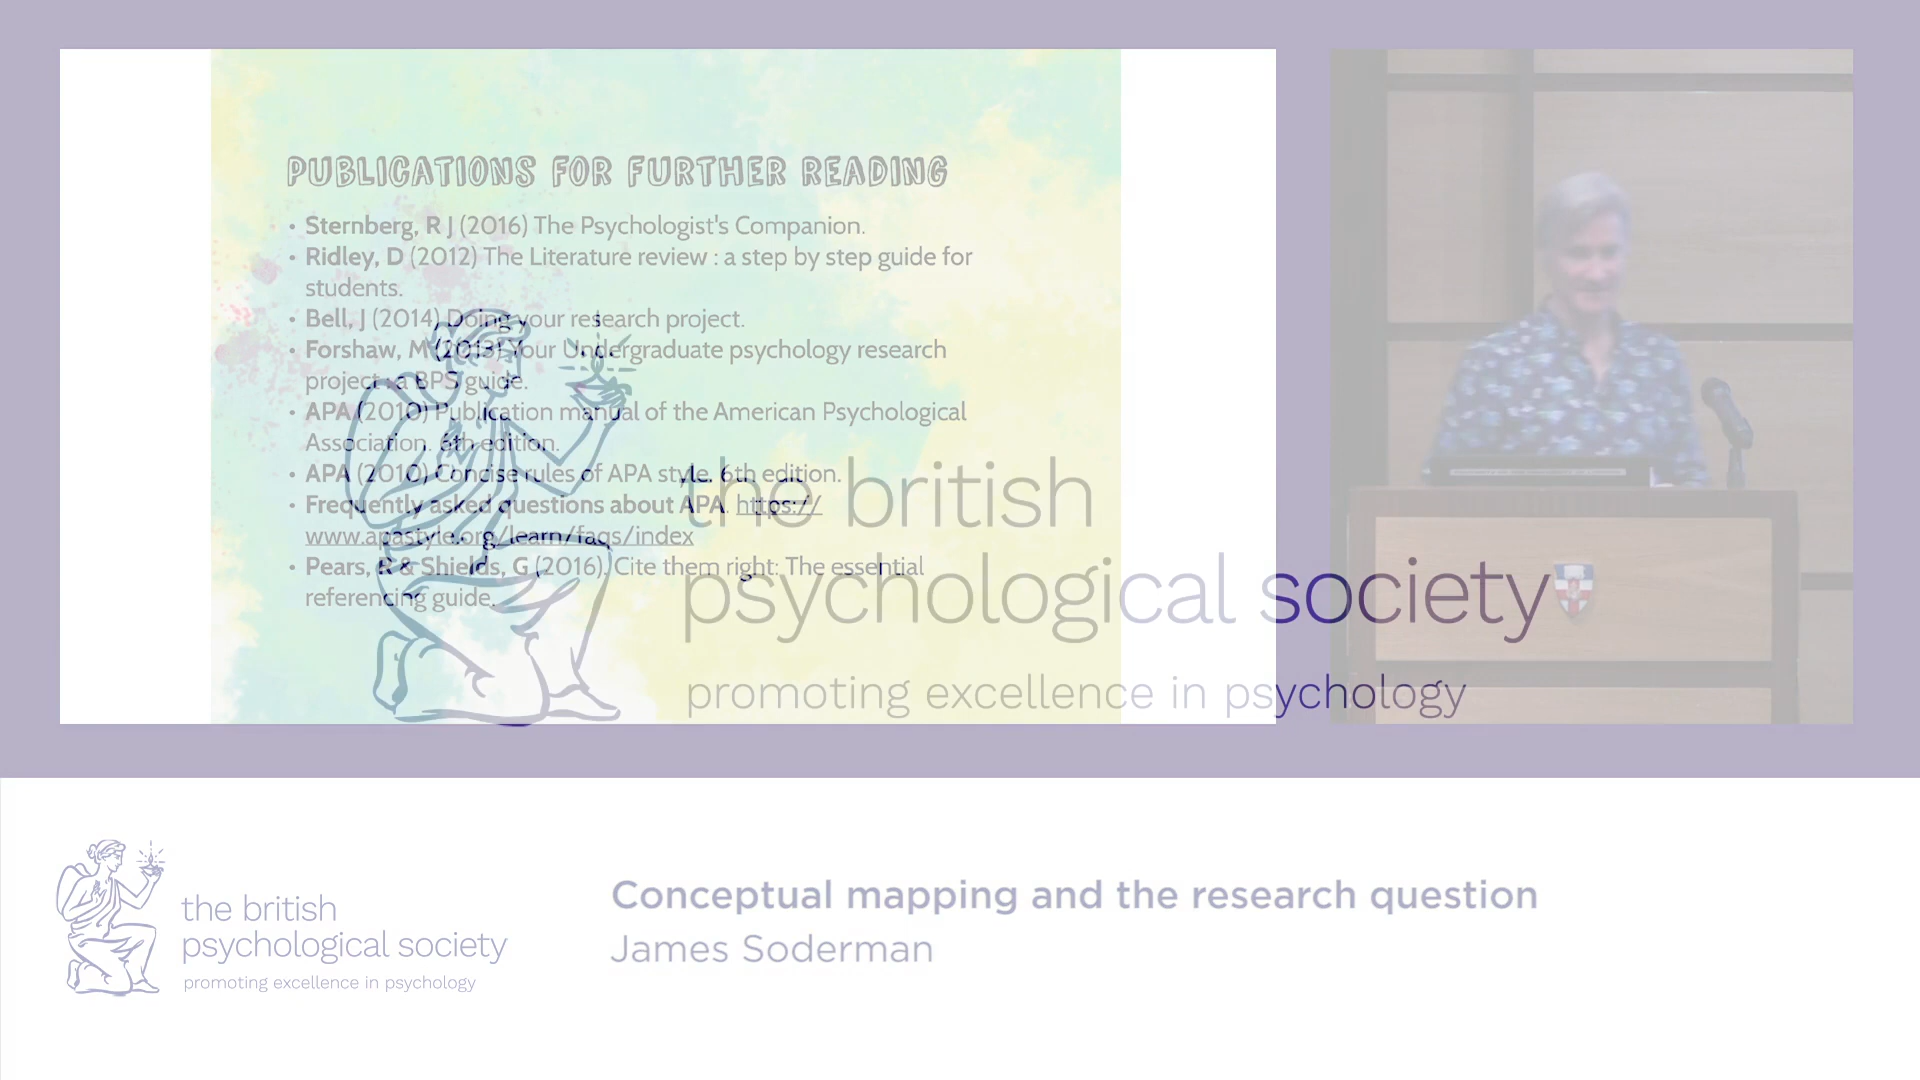 PUBLICATIONS FOR FURTHER READING
• Sternberg, R J (2016) The Psychologist's Companion.
• Ridley, D (2012) The Literature review : a step by step guide for
students.
• Bell, J (2014) Doing your research project.
• Forshaw, M (2013) Your Undergraduate psychology research
project : a BPS guide.
• APA (2010) Publication manual of the American Psychological
Association. 6th edition.
• APA (2010) Concise rules of APA style. 6th edition.
• Frequently asked questions about APA. https://
www.apastyle.org/learn/faqs/index
• Pears, R & Shields, G (2016). Cite them right: The essential
referencing guide.
the british
psychological society
promoting excellence in psychology
the british
psychological society
promoting excellence in psychology
Conceptual mapping and the research question
James Soderman